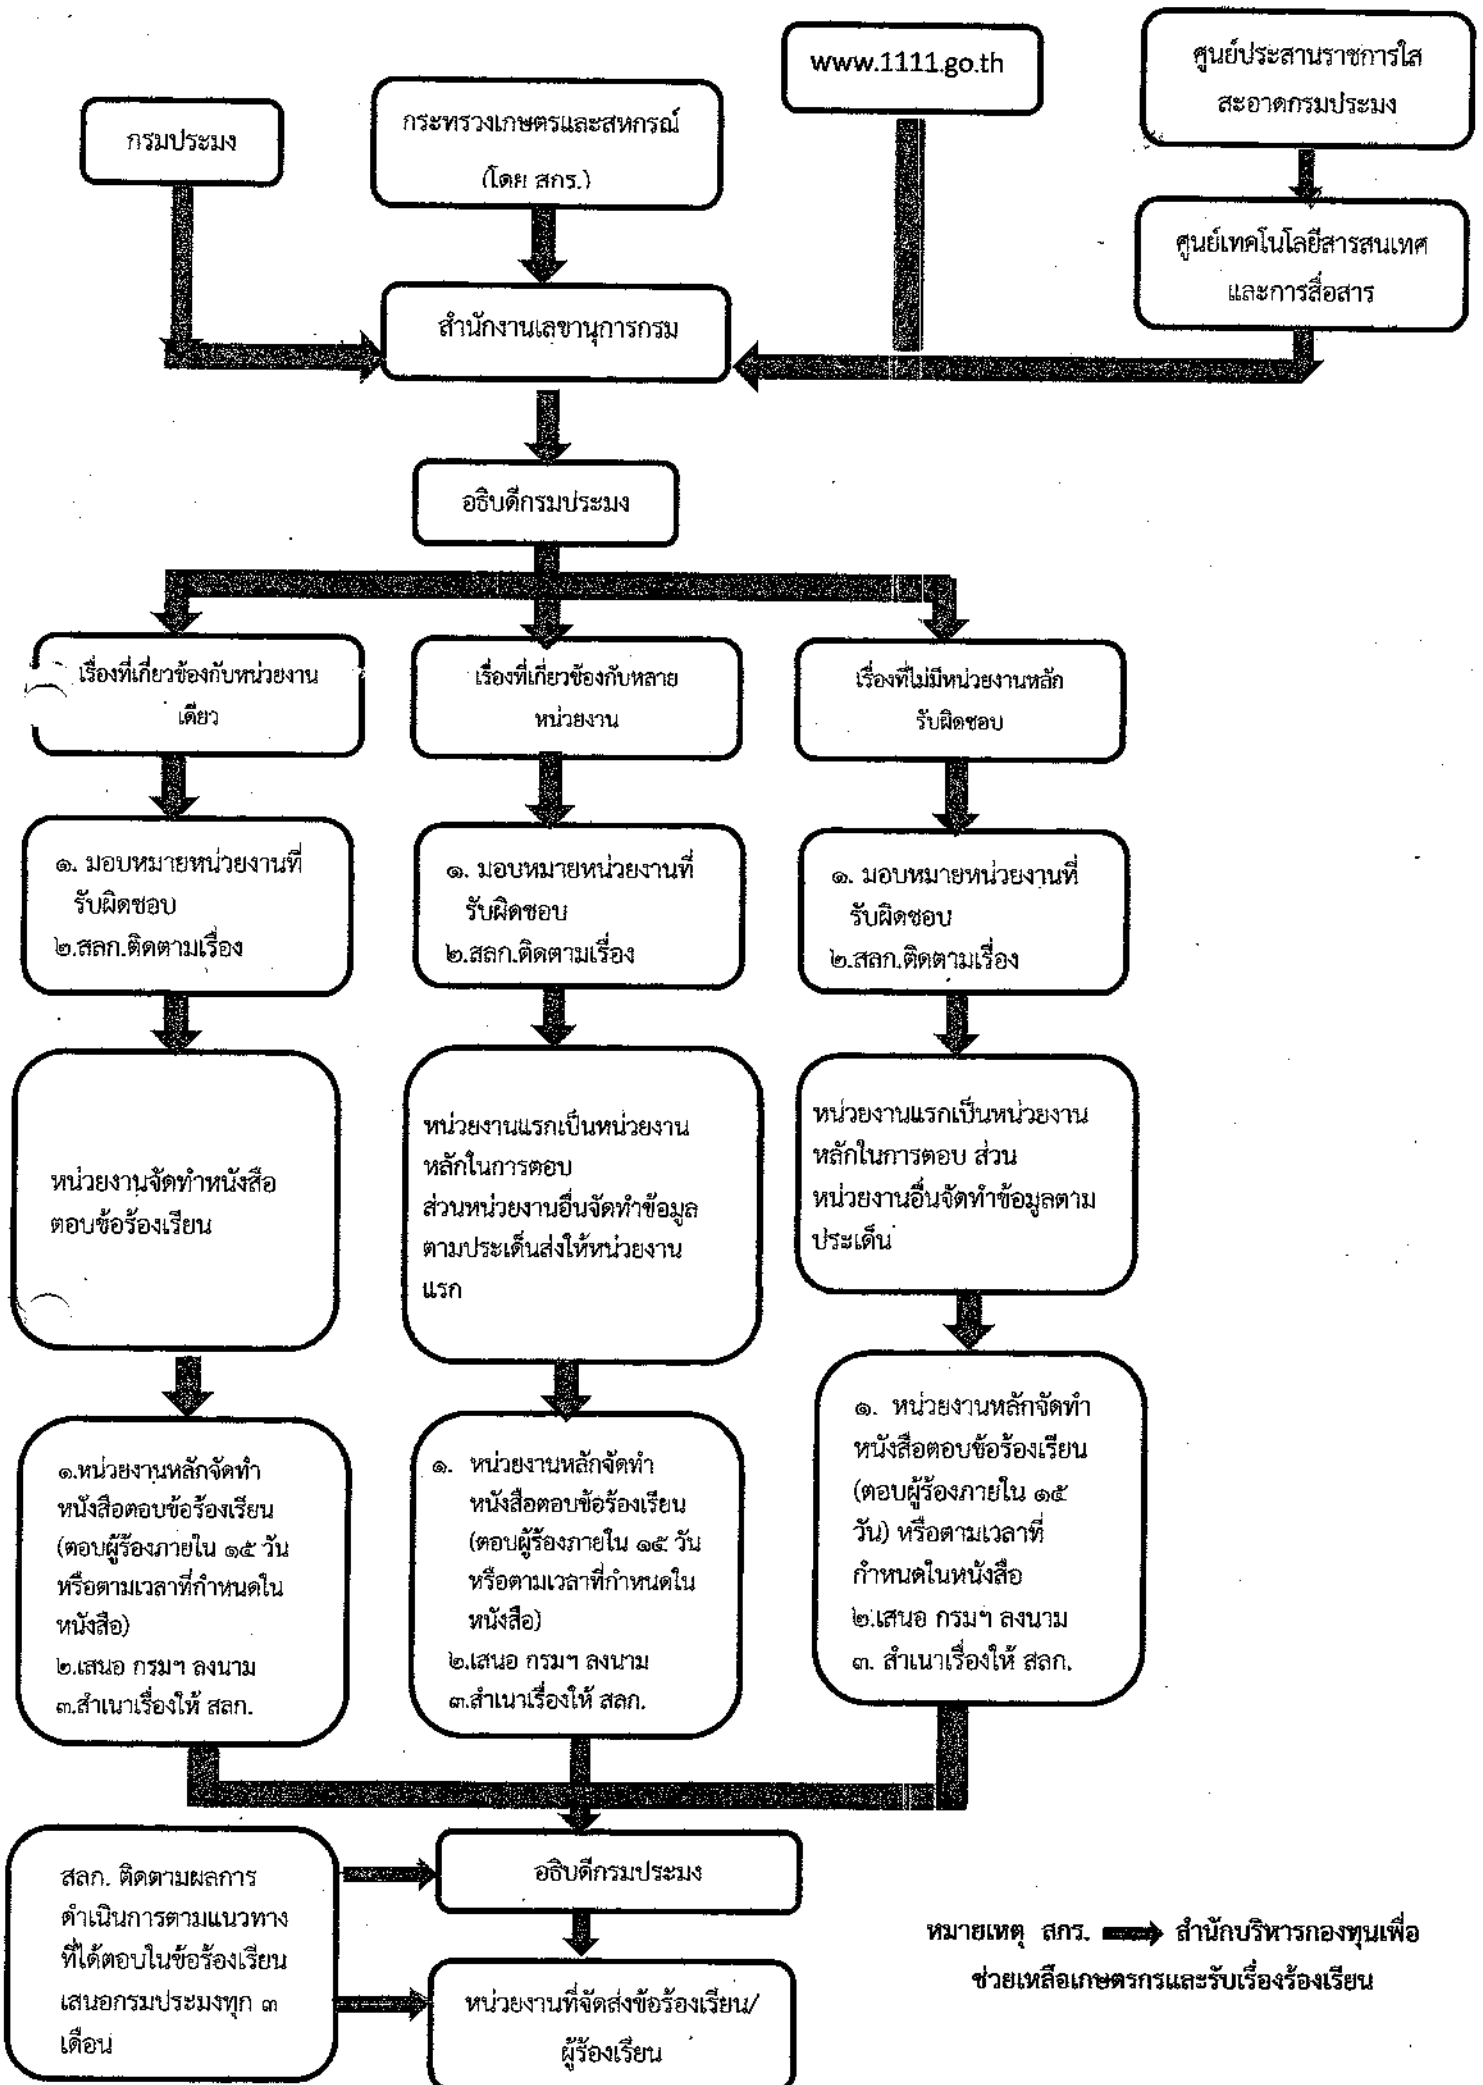 www.1111.go.th
ศูนย์ประสานราชการใส
สะอาดกรมประมง
กรมประมง
กระทรวงเกษตรและสหกรณ์
(โดย สกร.)
ศูนย์เทคโนโลยีสารสนเทศ
และการสื่อสาร
สำนักงานเลขานุการกรม
อธิบดีกรมประมง
เรื่องที่เกี่ยวข้องกับหน่วยงาน
เดียว
เรื่องที่เกี่ยวข้องกับหลาย
หน่วยงาน
เรื่องที่ไม่มีหน่วยงานหลัก
รับผิดชอบ
๑. มอบหมายหน่วยงานที่
รับผิดชอบ
๒.สลก.ติดตามเรื่อง
๑. มอบหมายหน่วยงานที่
รับผิดชอบ
๒.สลก.ติดตามเรื่อง
๑. มอบหมายหน่วยงานที่
รับผิดชอบ
๒.สลก.ติดตามเรื่อง
หน่วยงานจัดทำหนังสือ
ตอบข้อร้องเรียน
หน่วยงานแรกเป็นหน่วยงาน
หลักในการตอบ
ส่วนหน่วยงานอื่นจัดทำข้อมูล
ตามประเด็นส่งให้หน่วยงาน
แรก
หน่วยงานแรกเป็นหน่วยงาน
หลักในการตอบ ส่วน
หน่วยงานอื่นจัดทำข้อมูลตาม
ประเด็น
๑.หน่วยงานหลักจัดทำ
หนังสือตอบข้อร้องเรียน
(ตอบผู้ร้องภายใน ๑๕ วัน
หรือตามเวลาที่กำหนดใน
หนังสือ)
๒.เสนอ กรมฯ ลงนาม
๓.สำเนาเรื่องให้ สลก.
๑. หน่วยงานหลักจัดทำ
หนังสือตอบข้อร้องเรียน
(ตอบผู้ร้องภายใน ๑๕ วัน
หรือตามเวลาที่กำหนดใน
หนังสือ)
๒.เสนอ กรมฯ ลงนาม
๓.สำเนาเรื่องให้ สลก.
๑. หน่วยงานหลักจัดทำ
หนังสือตอบข้อร้องเรียน
(ตอบผู้ร้องภายใน ๑๕
วัน) หรือตามเวลาที่
กำหนดในหนังสือ
๒.เสนอ กรมฯ ลงนาม
๓. สำเนาเรื่องให้ สลก.
สลก. ติดตามผลการ
ดำเนินการตามแนวทาง
ที่ได้ตอบในข้อร้องเรียน
เสนอกรมประมงทุก ๓
เดือน
อธิบดีกรมประมง
หน่วยงานที่จัดส่งข้อร้องเรียน/
ผู้ร้องเรียน
หมายเหตุ สกร. สำนักบริหารกองทุนเพื่อ
ช่วยเหลือเกษตรกรและรับเรื่องร้องเรียน